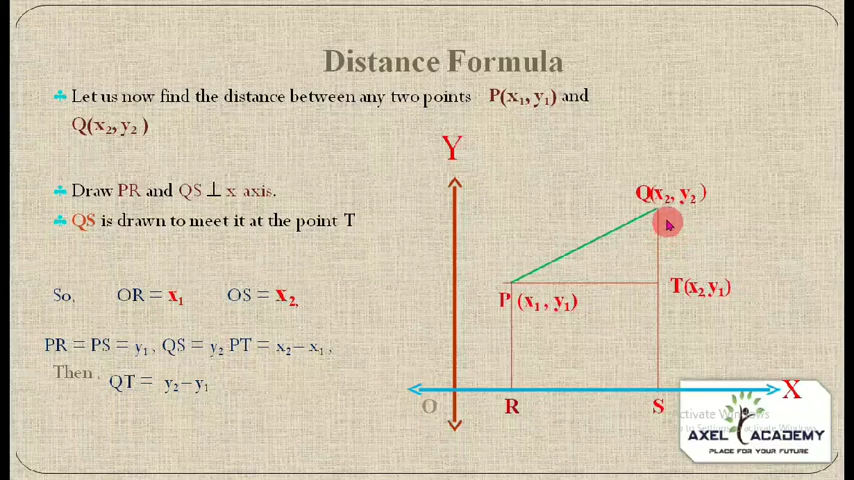 Distance Formula
Let us now find the distance between any two points P(x₁, y₁) and
Q(x₂, y₂ )
Y
Draw PR and QS ⊥ x axis.
QS is drawn to meet it at the point T
Q(x₂, y₂ )
T(x₂ y₁)
P (x₁ , y₁)
So, OR = x₁ OS = x₂,
PR = PS = y₁ , QS = y₂ PT = x₂ – x₁ ,
Then , QT = y₂ – y₁
X
O R S
Activate Windows
AXEL ACADEMY
PLACE FOR YOUR FUTURE